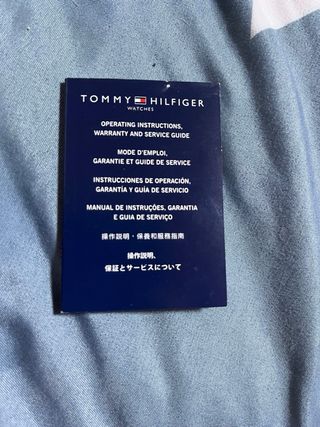 TOMMY HILFIGER
WATCHES
OPERATING INSTRUCTIONS,
WARRANTY AND SERVICE GUIDE
MODE D'EMPLOI,
GARANTIE ET GUIDE DE SERVICE
INSTRUCCIONES DE OPERACIÓN,
GARANTÍA Y GUÍA DE SERVICIO
MANUAL DE INSTRUÇÕES, GARANTIA
E GUIA DE SERVIÇO
操作説明・保養和服務指南
操作説明、
保証とサービスについて